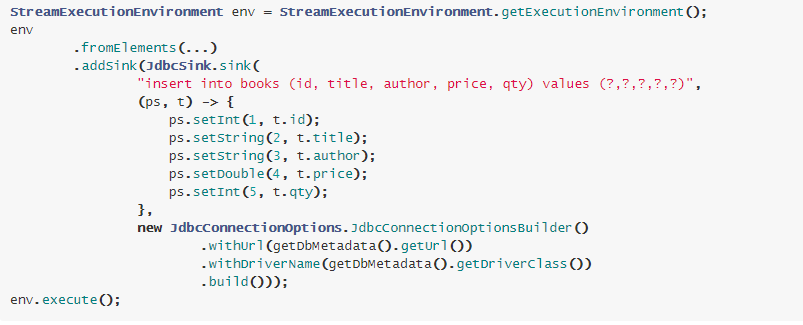 StreamExecutionEnvironment env = StreamExecutionEnvironment.getExecutionEnvironment();
env
        .fromElements(...)
        .addSink(JdbcSink.sink(
                "insert into books (id, title, author, price, qty) values (?,?,?,?,?)",
                (ps, t) -> {
                    ps.setInt(1, t.id);
                    ps.setString(2, t.title);
                    ps.setString(3, t.author);
                    ps.setDouble(4, t.price);
                    ps.setInt(5, t.qty);
                },
                new JdbcConnectionOptions.JdbcConnectionOptionsBuilder()
                        .withUrl(getDbMetadata().getUrl())
                        .withDriverName(getDbMetadata().getDriverClass())
                        .build()));
env.execute();